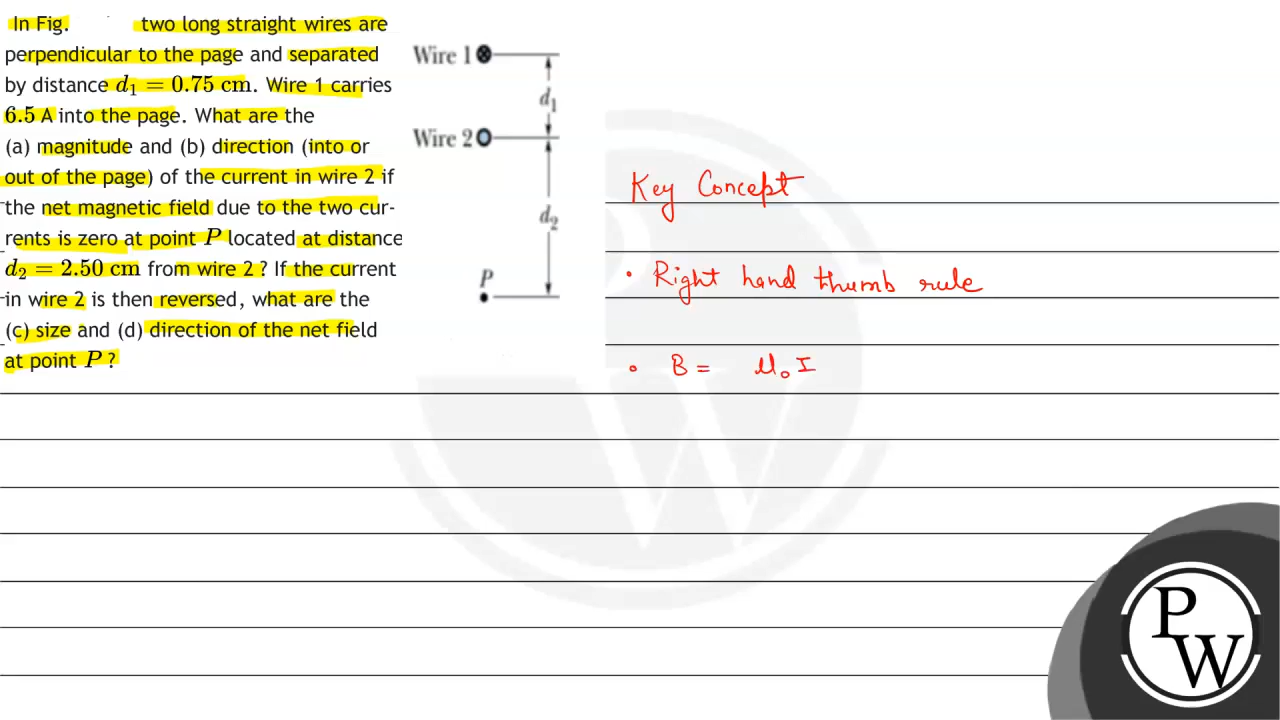 In Fig. two long straight wires are
perpendicular to the page and separated
by distance d₁ = 0.75 cm. Wire 1 carries
6.5 A into the page. What are the
(a) magnitude and (b) direction (into or
out of the page) of the current in wire 2 if
the net magnetic field due to the two cur-
rents is zero at point P located at distance
d₂ = 2.50 cm from wire 2 ? If the current
in wire 2 is then reversed, what are the
(c) size and (d) direction of the net field
at point P ?
Wire 1
d₁
Wire 2
d₂
P
Key Concept
• Right hand thumb rule
• B = μ₀I
PW